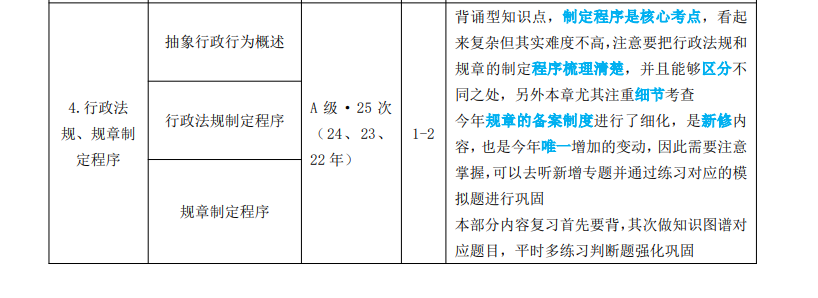 4.行政法
规、规章制
定程序
抽象行政行为概述
行政法规制定程序
规章制定程序
A 级·25 次
（24、23、
22 年）
1-2
背诵型知识点，制定程序是核心考点，看起
来复杂但其实难度不高，注意要把行政法规和
规章的制定程序梳理清楚，并且能够区分不
同之处，另外本章尤其注重细节考查
今年规章的备案制度进行了细化，是新修内
容，也是今年唯一增加的变动，因此需要注意
掌握，可以去听新增专题并通过练习对应的模
拟题进行巩固
本部分内容复习首先要背，其次做知识图谱对
应题目，平时多练习判断题强化巩固